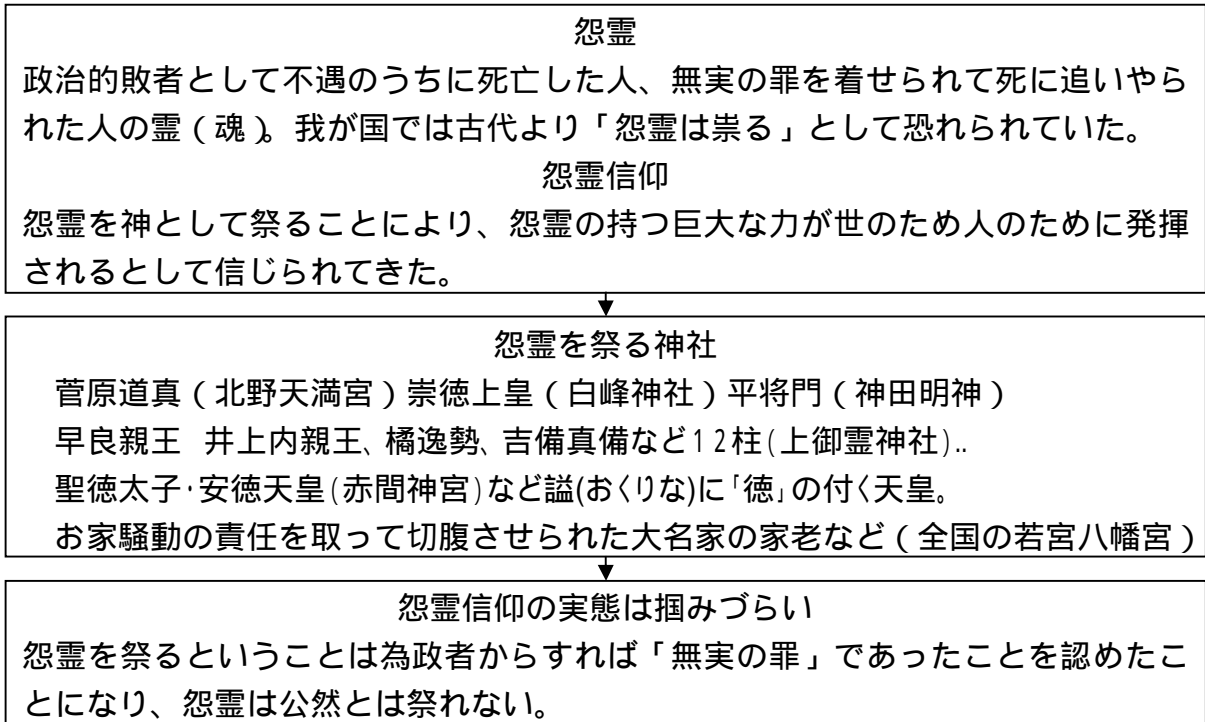 怨霊
政治的敗者として不遇のうちに死亡した人、無実の罪を着せられて死に追いやら
れた人の霊(魂)。我が国では古代より「怨霊は祟る」として恐れられていた。
怨霊信仰
怨霊を神として祭ることにより、怨霊の持つ巨大な力が世のため人のために発揮
されるとして信じられてきた。
怨霊を祭る神社
菅原道真(北野天満宮)崇徳上皇(白峰神社)平将門(神田明神)
早良親王 井上内親王、橘逸勢、吉備真備など12柱(上御霊神社)..
聖徳太子・安徳天皇(赤間神宮)など謚(おくりな)に「徳」の付く天皇。
お家騒動の責任を取って切腹させられた大名家の家老など(全国の若宮八幡宮)
怨霊信仰の実態は掴みづらい
怨霊を祭るということは為政者からすれば「無実の罪」であったことを認めたこ
とになり、怨霊は公然とは祭れない。